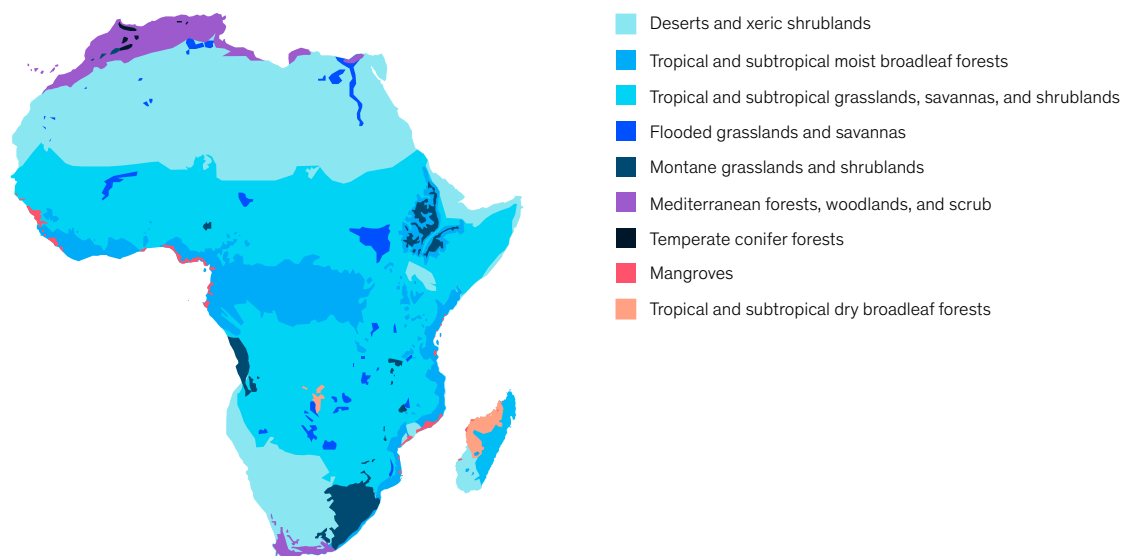 Deserts and xeric shrublands
Tropical and subtropical moist broadleaf forests
Tropical and subtropical grasslands, savannas, and shrublands
Flooded grasslands and savannas
Montane grasslands and shrublands
Mediterranean forests, woodlands, and scrub
Temperate conifer forests
Mangroves
Tropical and subtropical dry broadleaf forests